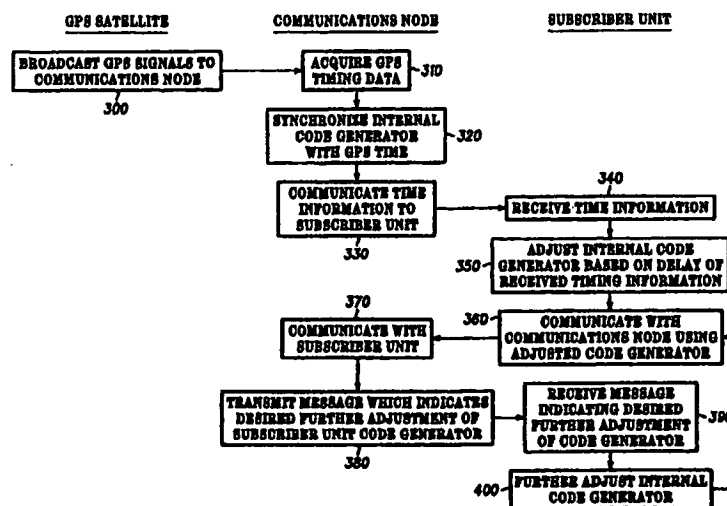 GPS SATELLITE
COMMUNICATIONS NODE
SUBSCRIBER UNIT
BROADCAST GPS SIGNALS TO
COMMUNICATIONS NODE
300
ACQUIRE GPS
TIMING DATA
310
SYNCHRONIZE INTERNAL
CODE GENERATOR
WITH GPS TIME
320
COMMUNICATE TIME
INFORMATION TO
SUBSCRIBER UNIT
330
340
RECEIVE TIME INFORMATION
350
ADJUST INTERNAL CODE
GENERATOR BASED ON DELAY OF
RECEIVED TIMING INFORMATION
360
COMMUNICATE WITH
COMMUNICATIONS NODE USING
ADJUSTED CODE GENERATOR
370
COMMUNICATE WITH
SUBSCRIBER UNIT
TRANSMIT MESSAGE WHICH INDICATES
DESIRED FURTHER ADJUSTMENT OF
SUBSCRIBER UNIT CODE GENERATOR
380
RECEIVE MESSAGE
INDICATING DESIRED
FURTHER ADJUSTMENT
OF CODE GENERATOR
390
400
FURTHER ADJUST INTERNAL
CODE GENERATOR